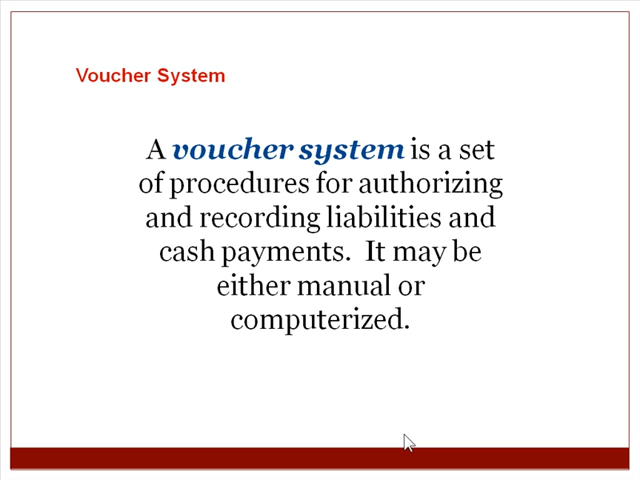 Voucher System
A voucher system is a set
of procedures for authorizing
and recording liabilities and
cash payments.  It may be
either manual or
computerized.